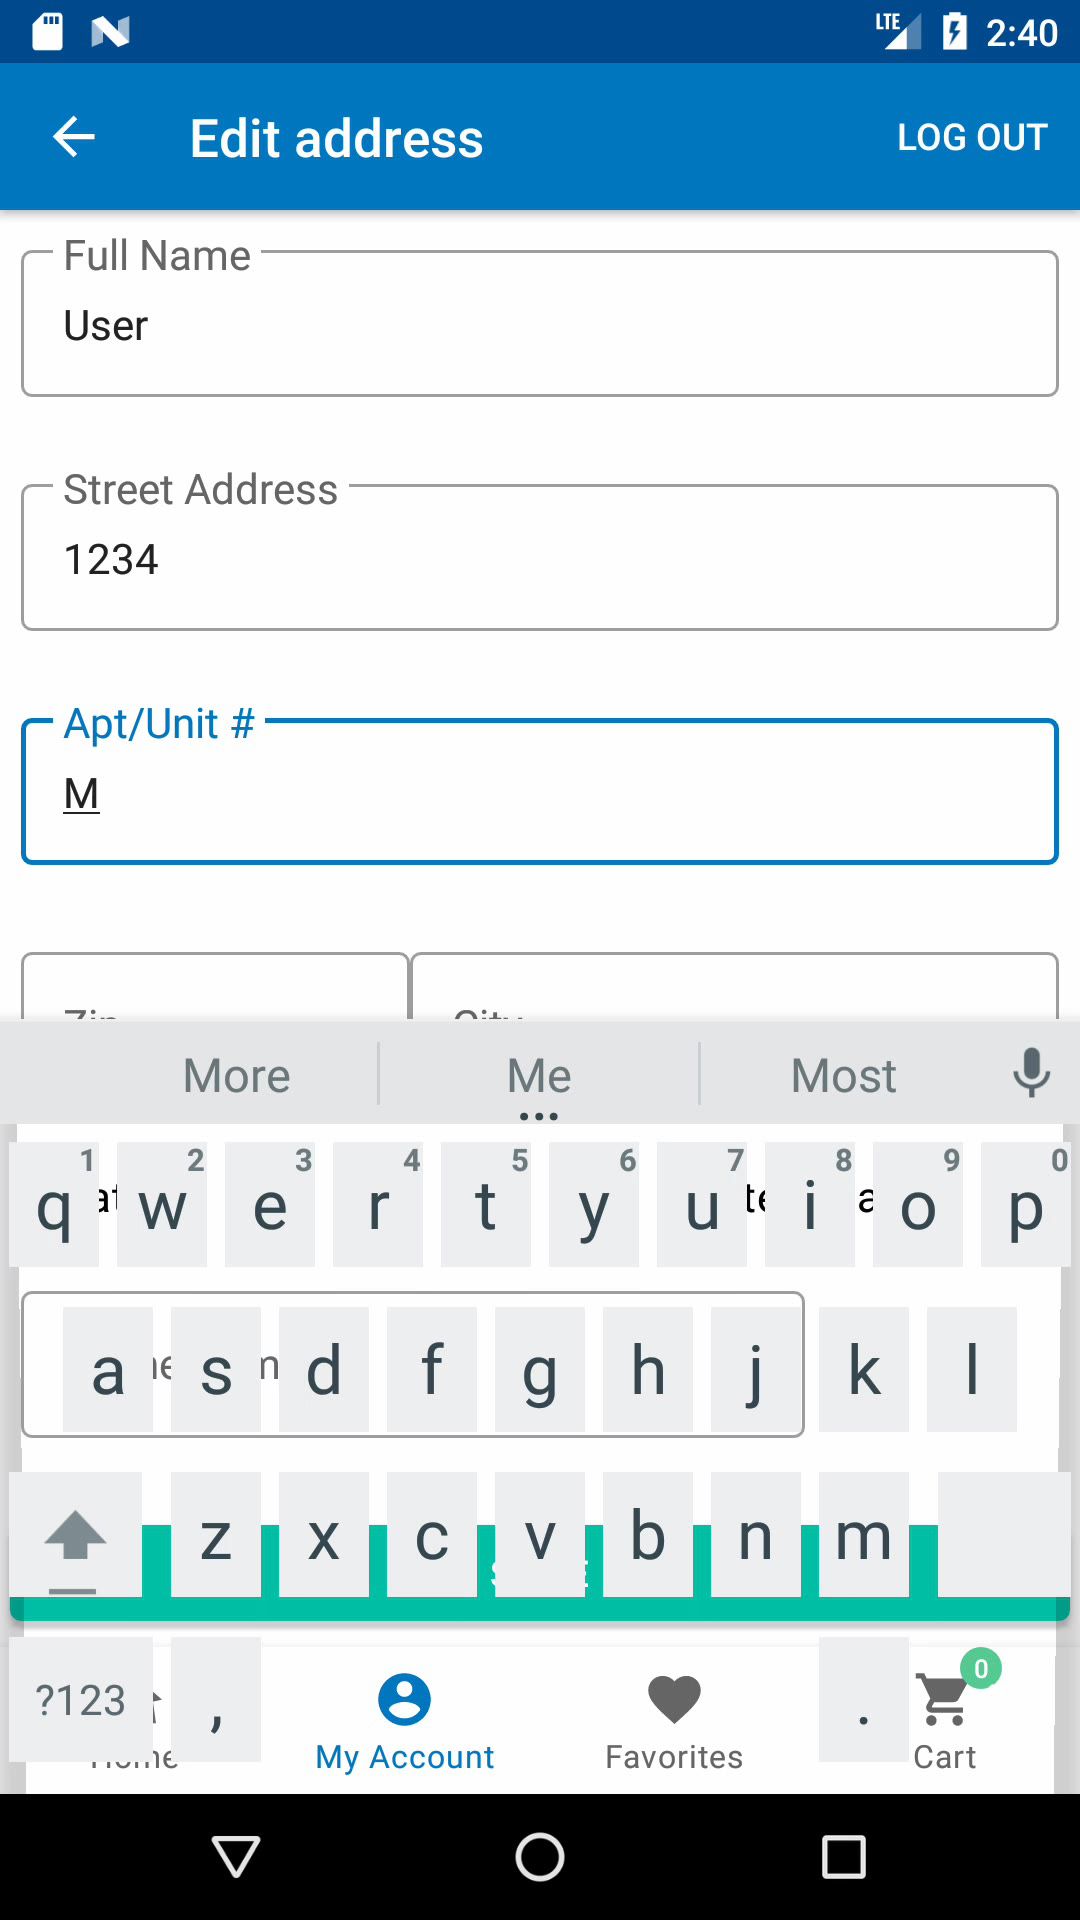 LTE 2:40
Edit address LOG OUT
Full Name
User
Street Address
1234
Apt/Unit #
M
More Me Most
1 2 3 4 5 6 7 8 9 0
q w e r t y u i o p
a s d f g h j k l
z x c v b n m
?123 , .
0
My Account Favorites Cart